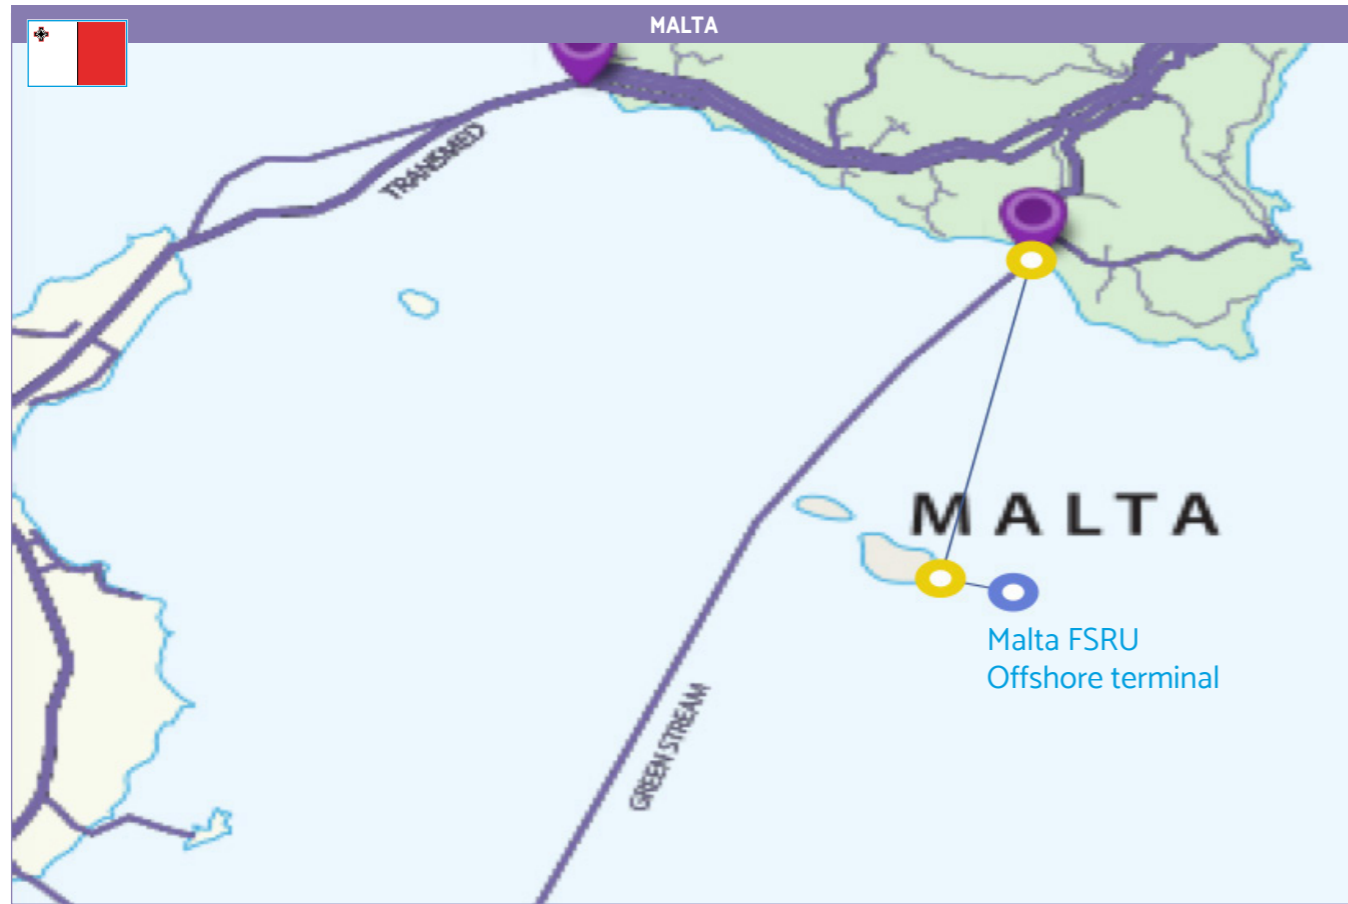 MALTA
TRANSMED
MALTA
Malta FSRU
Offshore terminal
GREEN STREAM